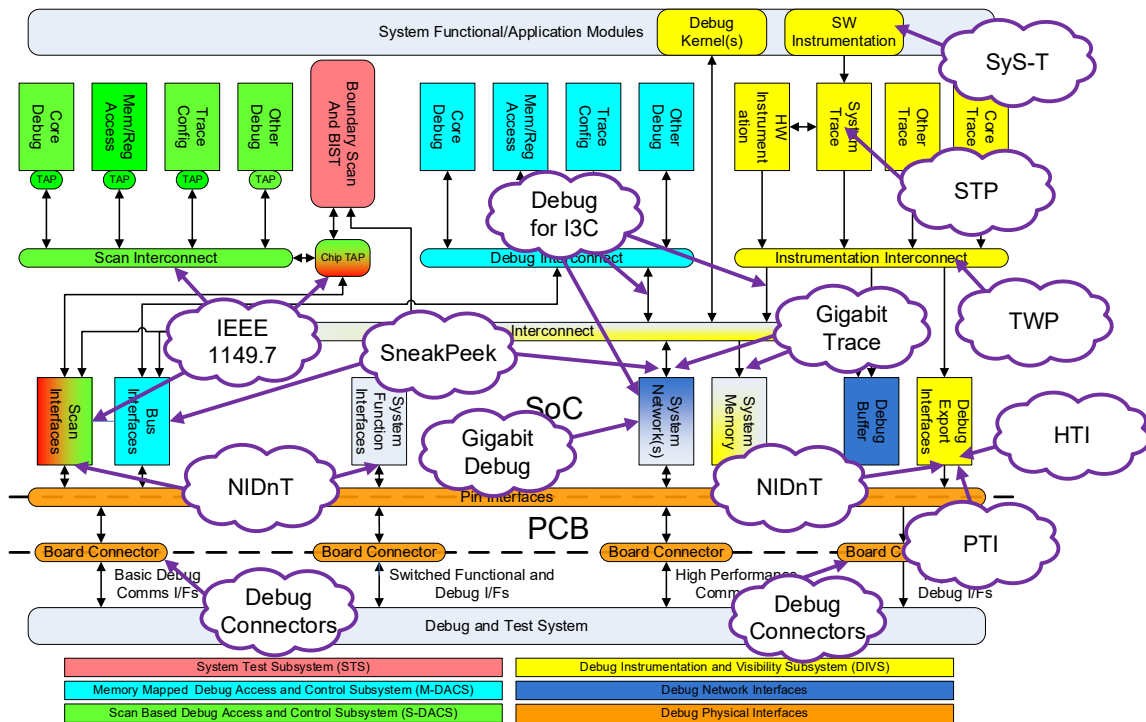 System Functional/Application Modules
Debug
Kernel(s)
SW
Instrumentation
SyS-T
Core
Debug
Mem/Reg
Access
Trace
Config
Other
Debug
TAP
TAP
TAP
TAP
Boundary Scan
And BIST
Core
Debug
Mem/Reg
Access
Trace
Config
Other
Debug
HW
Instrument
ation
System
Trace
Other
Trace
Core
Trace
STP
Debug
for I3C
Scan Interconnect
Chip TAP
Debug Interconnect
Instrumentation Interconnect
IEEE
1149.7
SneakPeek
Interconnect
Gigabit
Trace
TWP
Scan
Interfaces
Bus
Interfaces
System
Function
Interfaces
SoC
System
Network(s)
System
Memory
Debug
Buffer
Debug
Export
Interfaces
Gigabit
Debug
HTI
NIDnT
NIDnT
Pin Interfaces
PCB
PTI
Board Connector
Board Connector
Board Connector
Board
Basic Debug
Comms I/Fs
Switched Functional and
Debug I/Fs
High Performance
Debug I/Fs
Debug
Connectors
Debug
Connectors
Debug and Test System
System Test Subsystem (STS)
Debug Instrumentation and Visibility Subsystem (DIVS)
Memory Mapped Debug Access and Control Subsystem (M-DACS)
Debug Network Interfaces
Scan Based Debug Access and Control Subsystem (S-DACS)
Debug Physical Interfaces